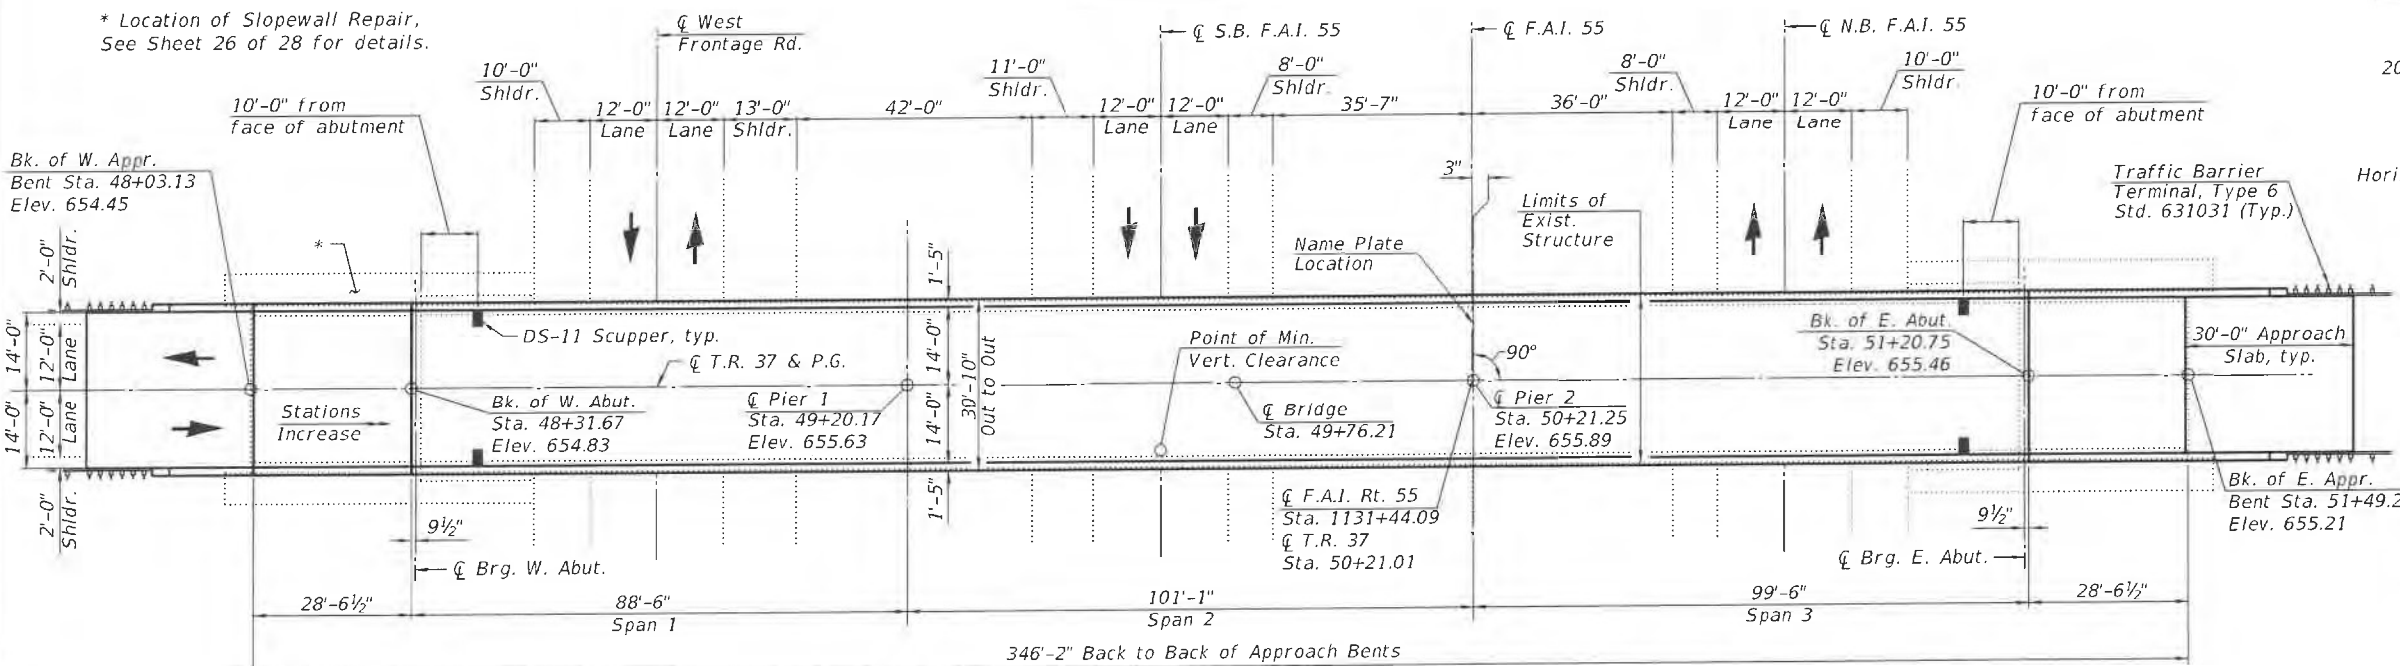 * Location of Slopewall Repair,
See Sheet 26 of 28 for details.
℄ West
Frontage Rd.
℄ S.B. F.A.I. 55
℄ F.A.I. 55
℄ N.B. F.A.I. 55
20
10'-0"
Shldr.
11'-0"
Shldr.
8'-0"
Shldr.
8'-0"
Shldr.
10'-0"
Shldr.
10'-0" from
face of abutment
12'-0"
Lane
12'-0"
Lane
13'-0"
Shldr.
42'-0"
12'-0"
Lane
12'-0"
Lane
35'-7"
36'-0"
12'-0"
Lane
12'-0"
Lane
10'-0" from
face of abutment
Bk. of W. Appr.
Bent Sta. 48+03.13
Elev. 654.45
3"
Traffic Barrier
Terminal, Type 6
Std. 631031 (Typ.)
Hori
Limits of
Exist.
Structure
Name Plate
Location
*
2'-0"
Shldr.
1'-5"
14'-0"
12'-0"
Lane
14'-0"
12'-0"
Lane
2'-0"
Shldr.
DS-11 Scupper, typ.
℄ T.R. 37 & P.G.
14'-0"
14'-0"
30'-10"
Out to Out
1'-5"
Point of Min.
Vert. Clearance
90°
Bk. of E. Abut.
Sta. 51+20.75
Elev. 655.46
30'-0" Approach
Slab, typ.
Stations
Increase
Bk. of W. Abut.
Sta. 48+31.67
Elev. 654.83
℄ Pier 1
Sta. 49+20.17
Elev. 655.63
℄ Bridge
Sta. 49+76.21
℄ Pier 2
Sta. 50+21.25
Elev. 655.89
℄ F.A.I. Rt. 55
Sta. 1131+44.09
℄ T.R. 37
Sta. 50+21.01
Bk. of E. Appr.
Bent Sta. 51+49.2
Elev. 655.21
9½"
℄ Brg. W. Abut.
9½"
℄ Brg. E. Abut.
28'-6½"
88'-6"
Span 1
101'-1"
Span 2
99'-6"
Span 3
28'-6½"
346'-2" Back to Back of Approach Bents